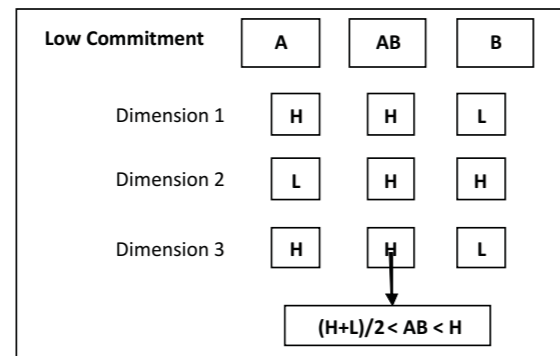 Low Commitment A AB B
Dimension 1 H H L
Dimension 2 L H H
Dimension 3 H H L
(H+L)/2 < AB < H